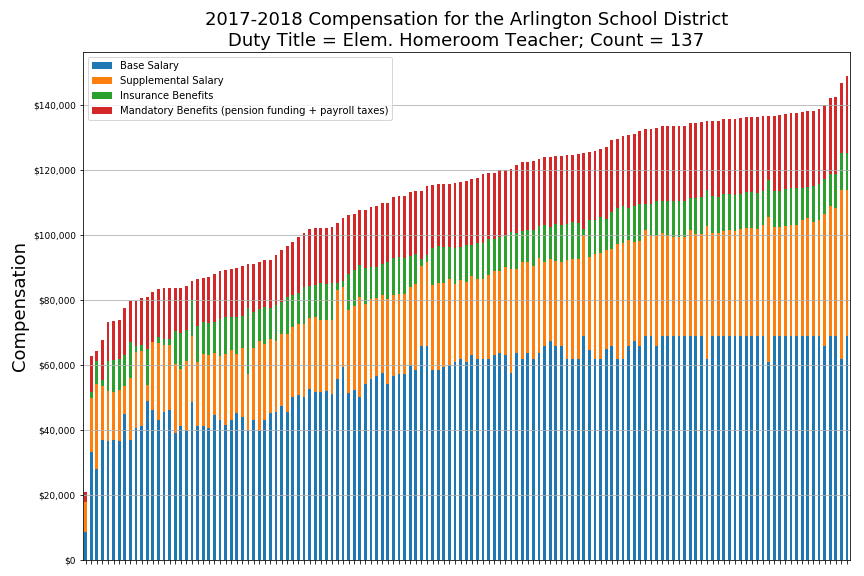 2017-2018 Compensation for the Arlington School District
Duty Title = Elem. Homeroom Teacher; Count = 137
Base Salary
Supplemental Salary
Insurance Benefits
Mandatory Benefits (pension funding + payroll taxes)
Compensation
$140,000
$120,000
$100,000
$80,000
$60,000
$40,000
$20,000
$0